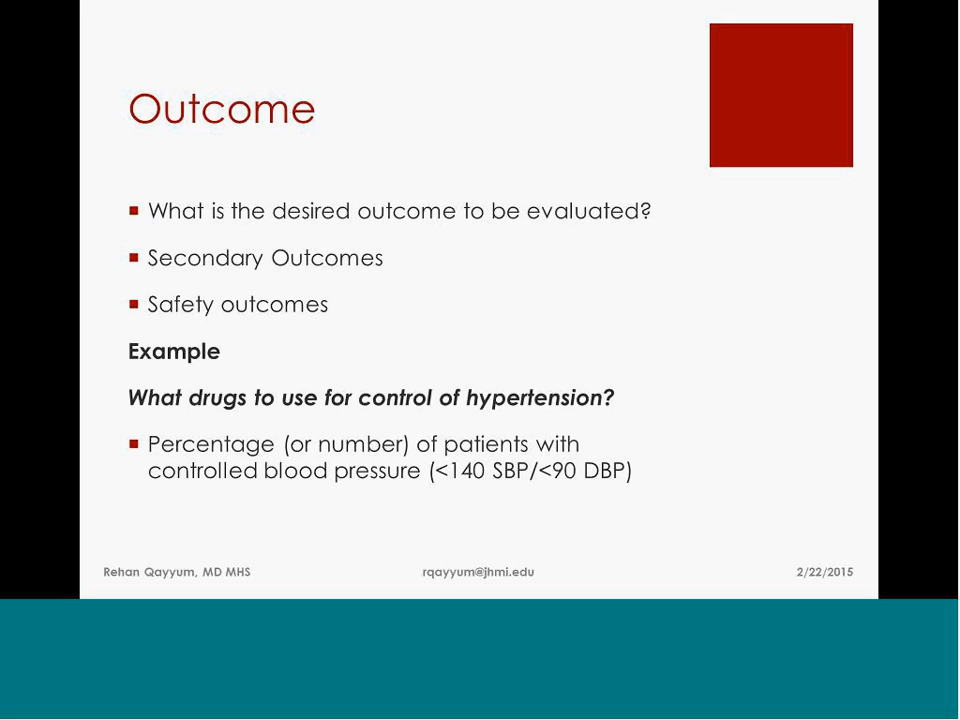 Outcome
What is the desired outcome to be evaluated?
Secondary Outcomes
Safety outcomes
Example
What drugs to use for control of hypertension?
Percentage (or number) of patients with
controlled blood pressure (<140 SBP/<90 DBP)
Rehan Qayyum, MD MHS rqayyum@jhmi.edu 2/22/2015